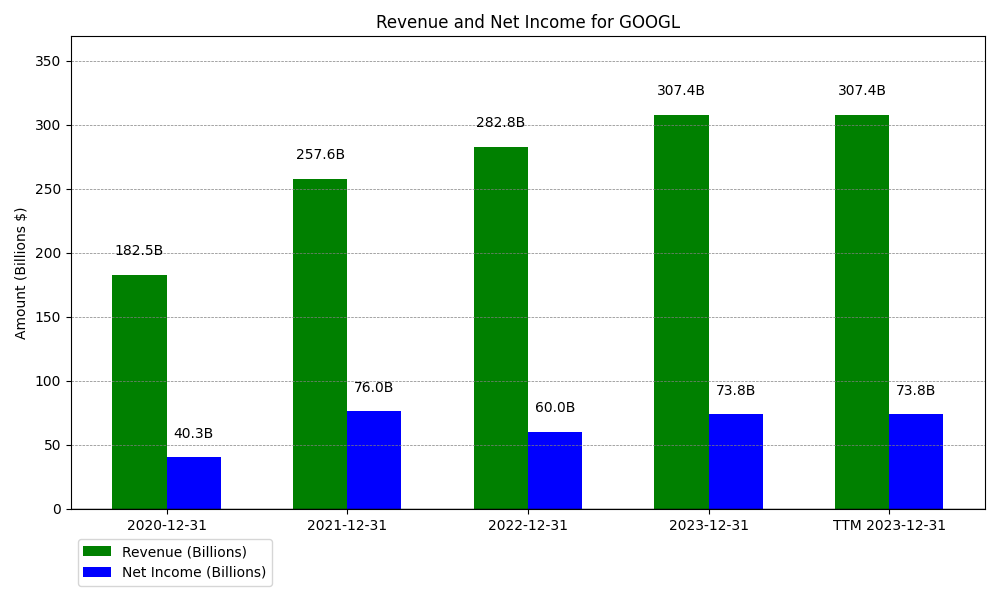 Revenue and Net Income for GOOGL
Amount (Billions $)
350
300
250
200
150
100
50
0
182.5B
40.3B
257.6B
76.0B
282.8B
60.0B
307.4B
73.8B
307.4B
73.8B
2020-12-31
2021-12-31
2022-12-31
2023-12-31
TTM 2023-12-31
Revenue (Billions)
Net Income (Billions)